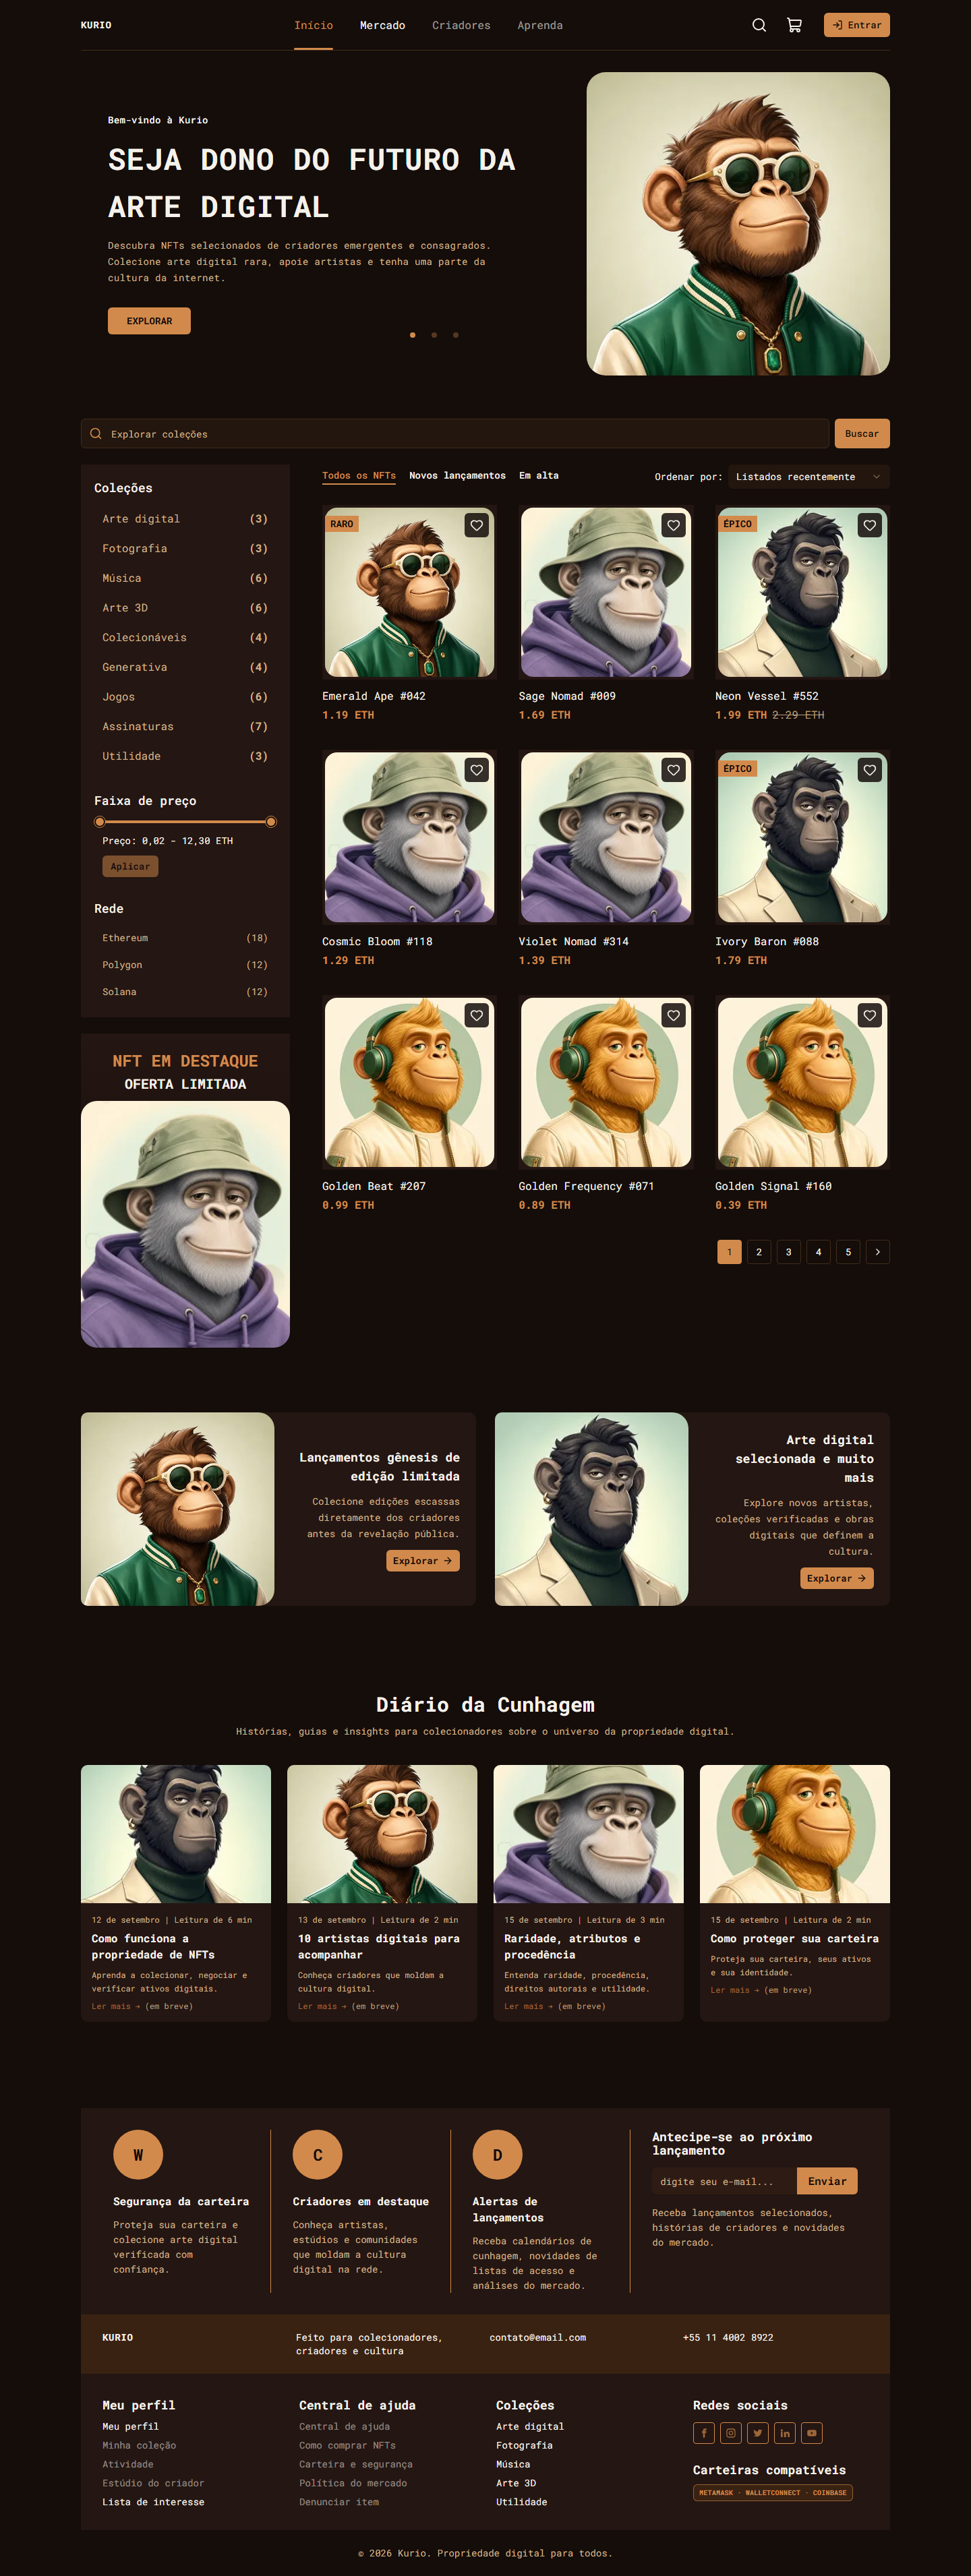 KURIO
Início
Mercado
Criadores
Aprenda
Entrar
Bem-vindo à Kurio
SEJA DONO DO FUTURO DA
ARTE DIGITAL
Descubra NFTs selecionados de criadores emergentes e consagrados.
Colecione arte digital rara, apoie artistas e tenha uma parte da
cultura da internet.
EXPLORAR
Explorar coleções
Buscar
Coleções
Arte digital (3)
Fotografia (3)
Música (6)
Arte 3D (6)
Colecionáveis (4)
Generativa (4)
Jogos (6)
Assinaturas (7)
Utilidade (3)
Faixa de preço
Preço: 0,02 - 12,30 ETH
Aplicar
Rede
Ethereum (18)
Polygon (12)
Solana (12)
NFT EM DESTAQUE
OFERTA LIMITADA
Todos os NFTs
Novos lançamentos
Em alta
Ordenar por:
Listados recentemente
RARO
Emerald Ape #042
1.19 ETH
Sage Nomad #009
1.69 ETH
ÉPICO
Neon Vessel #552
1.99 ETH 2.29 ETH
Cosmic Bloom #118
1.29 ETH
Violet Nomad #314
1.39 ETH
ÉPICO
Ivory Baron #088
1.79 ETH
Golden Beat #207
0.99 ETH
Golden Frequency #071
0.89 ETH
Golden Signal #160
0.39 ETH
1 2 3 4 5
Lançamentos gênesis de
edição limitada
Colecione edições escassas
diretamente dos criadores
antes da revelação pública.
Explorar →
Arte digital
selecionada e muito
mais
Explore novos artistas,
coleções verificadas e obras
digitais que definem a
cultura.
Explorar →
Diário da Cunhagem
Histórias, guias e insights para colecionadores sobre o universo da propriedade digital.
12 de setembro | Leitura de 6 min
Como funciona a
propriedade de NFTs
Aprenda a colecionar, negociar e
verificar ativos digitais.
Ler mais → (em breve)
13 de setembro | Leitura de 2 min
10 artistas digitais para
acompanhar
Conheça criadores que moldam a
cultura digital.
Ler mais → (em breve)
15 de setembro | Leitura de 3 min
Raridade, atributos e
procedência
Entenda raridade, procedência,
direitos autorais e utilidade.
Ler mais → (em breve)
15 de setembro | Leitura de 2 min
Como proteger sua carteira
Proteja sua carteira, seus ativos
e sua identidade.
Ler mais → (em breve)
W
Segurança da carteira
Proteja sua carteira e
colecione arte digital
verificada com
confiança.
C
Criadores em destaque
Conheça artistas,
estúdios e comunidades
que moldam a cultura
digital na rede.
D
Alertas de
lançamentos
Receba calendários de
cunhagem, novidades de
listas de acesso e
análises do mercado.
Antecipe-se ao próximo
lançamento
digite seu e-mail...
Enviar
Receba lançamentos selecionados,
histórias de criadores e novidades
do mercado.
KURIO
Feito para colecionadores,
criadores e cultura
contato@email.com
+55 11 4002 8922
Meu perfil
Meu perfil
Minha coleção
Atividade
Estúdio do criador
Lista de interesse
Central de ajuda
Central de ajuda
Como comprar NFTs
Carteira e segurança
Política do mercado
Denunciar item
Coleções
Arte digital
Fotografia
Música
Arte 3D
Utilidade
Redes sociais
Carteiras compatíveis
METAMASK · WALLETCONNECT · COINBASE
© 2026 Kurio. Propriedade digital para todos.